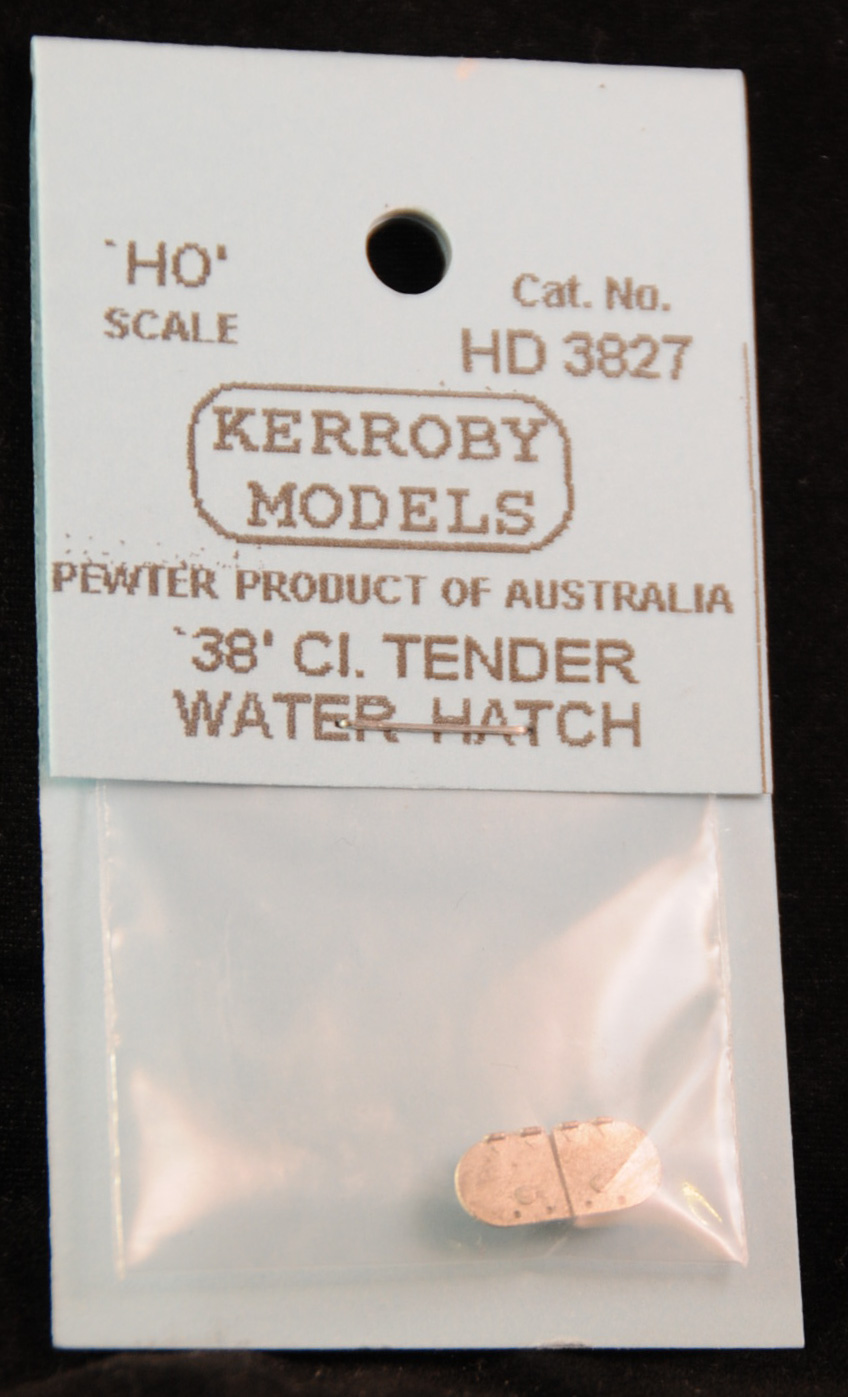 `HO'
SCALE
Cat. No.
HD 3827
KERROBY
MODELS
PEWTER PRODUCT OF AUSTRALIA
`38' Cl. TENDER
WATER HATCH